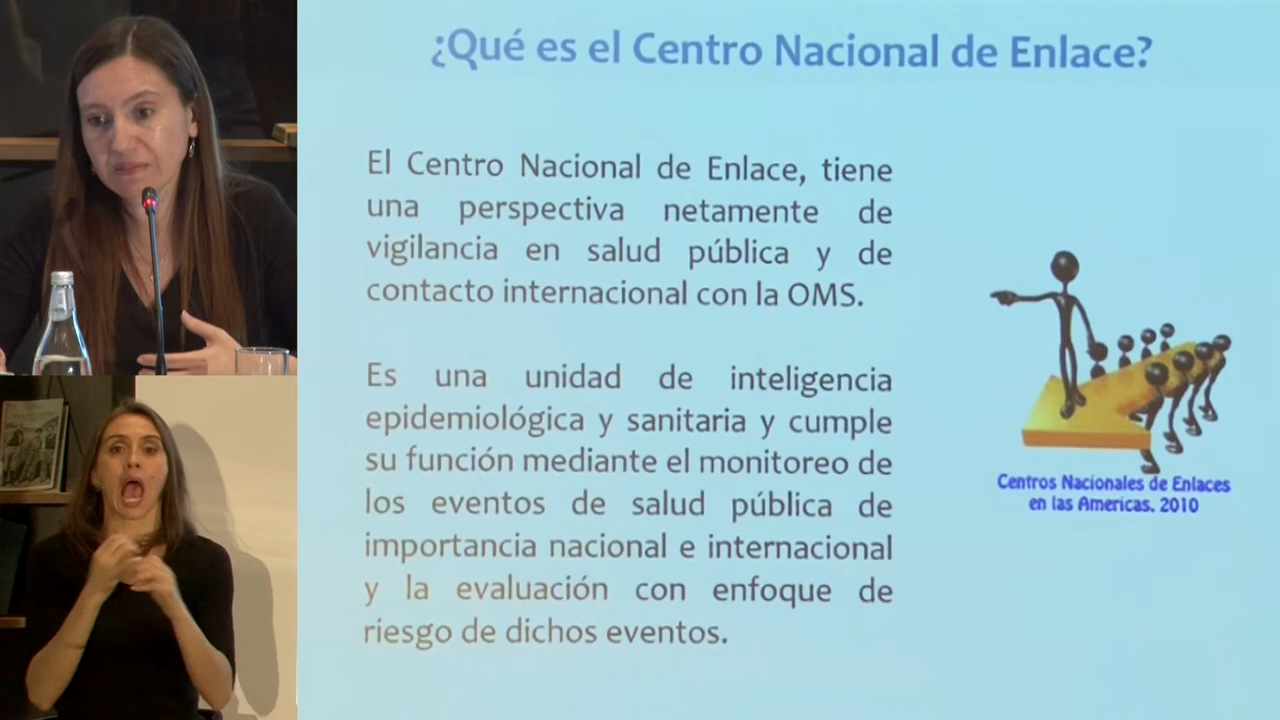 ¿Qué es el Centro Nacional de Enlace?
El Centro Nacional de Enlace, tiene
una perspectiva netamente de
vigilancia en salud pública y de
contacto internacional con la OMS.
Es una unidad de inteligencia
epidemiológica y sanitaria y cumple
su función mediante el monitoreo de
los eventos de salud pública de
importancia nacional e internacional
y la evaluación con enfoque de
riesgo de dichos eventos.
Centros Nacionales de Enlaces
en las Americas. 2010